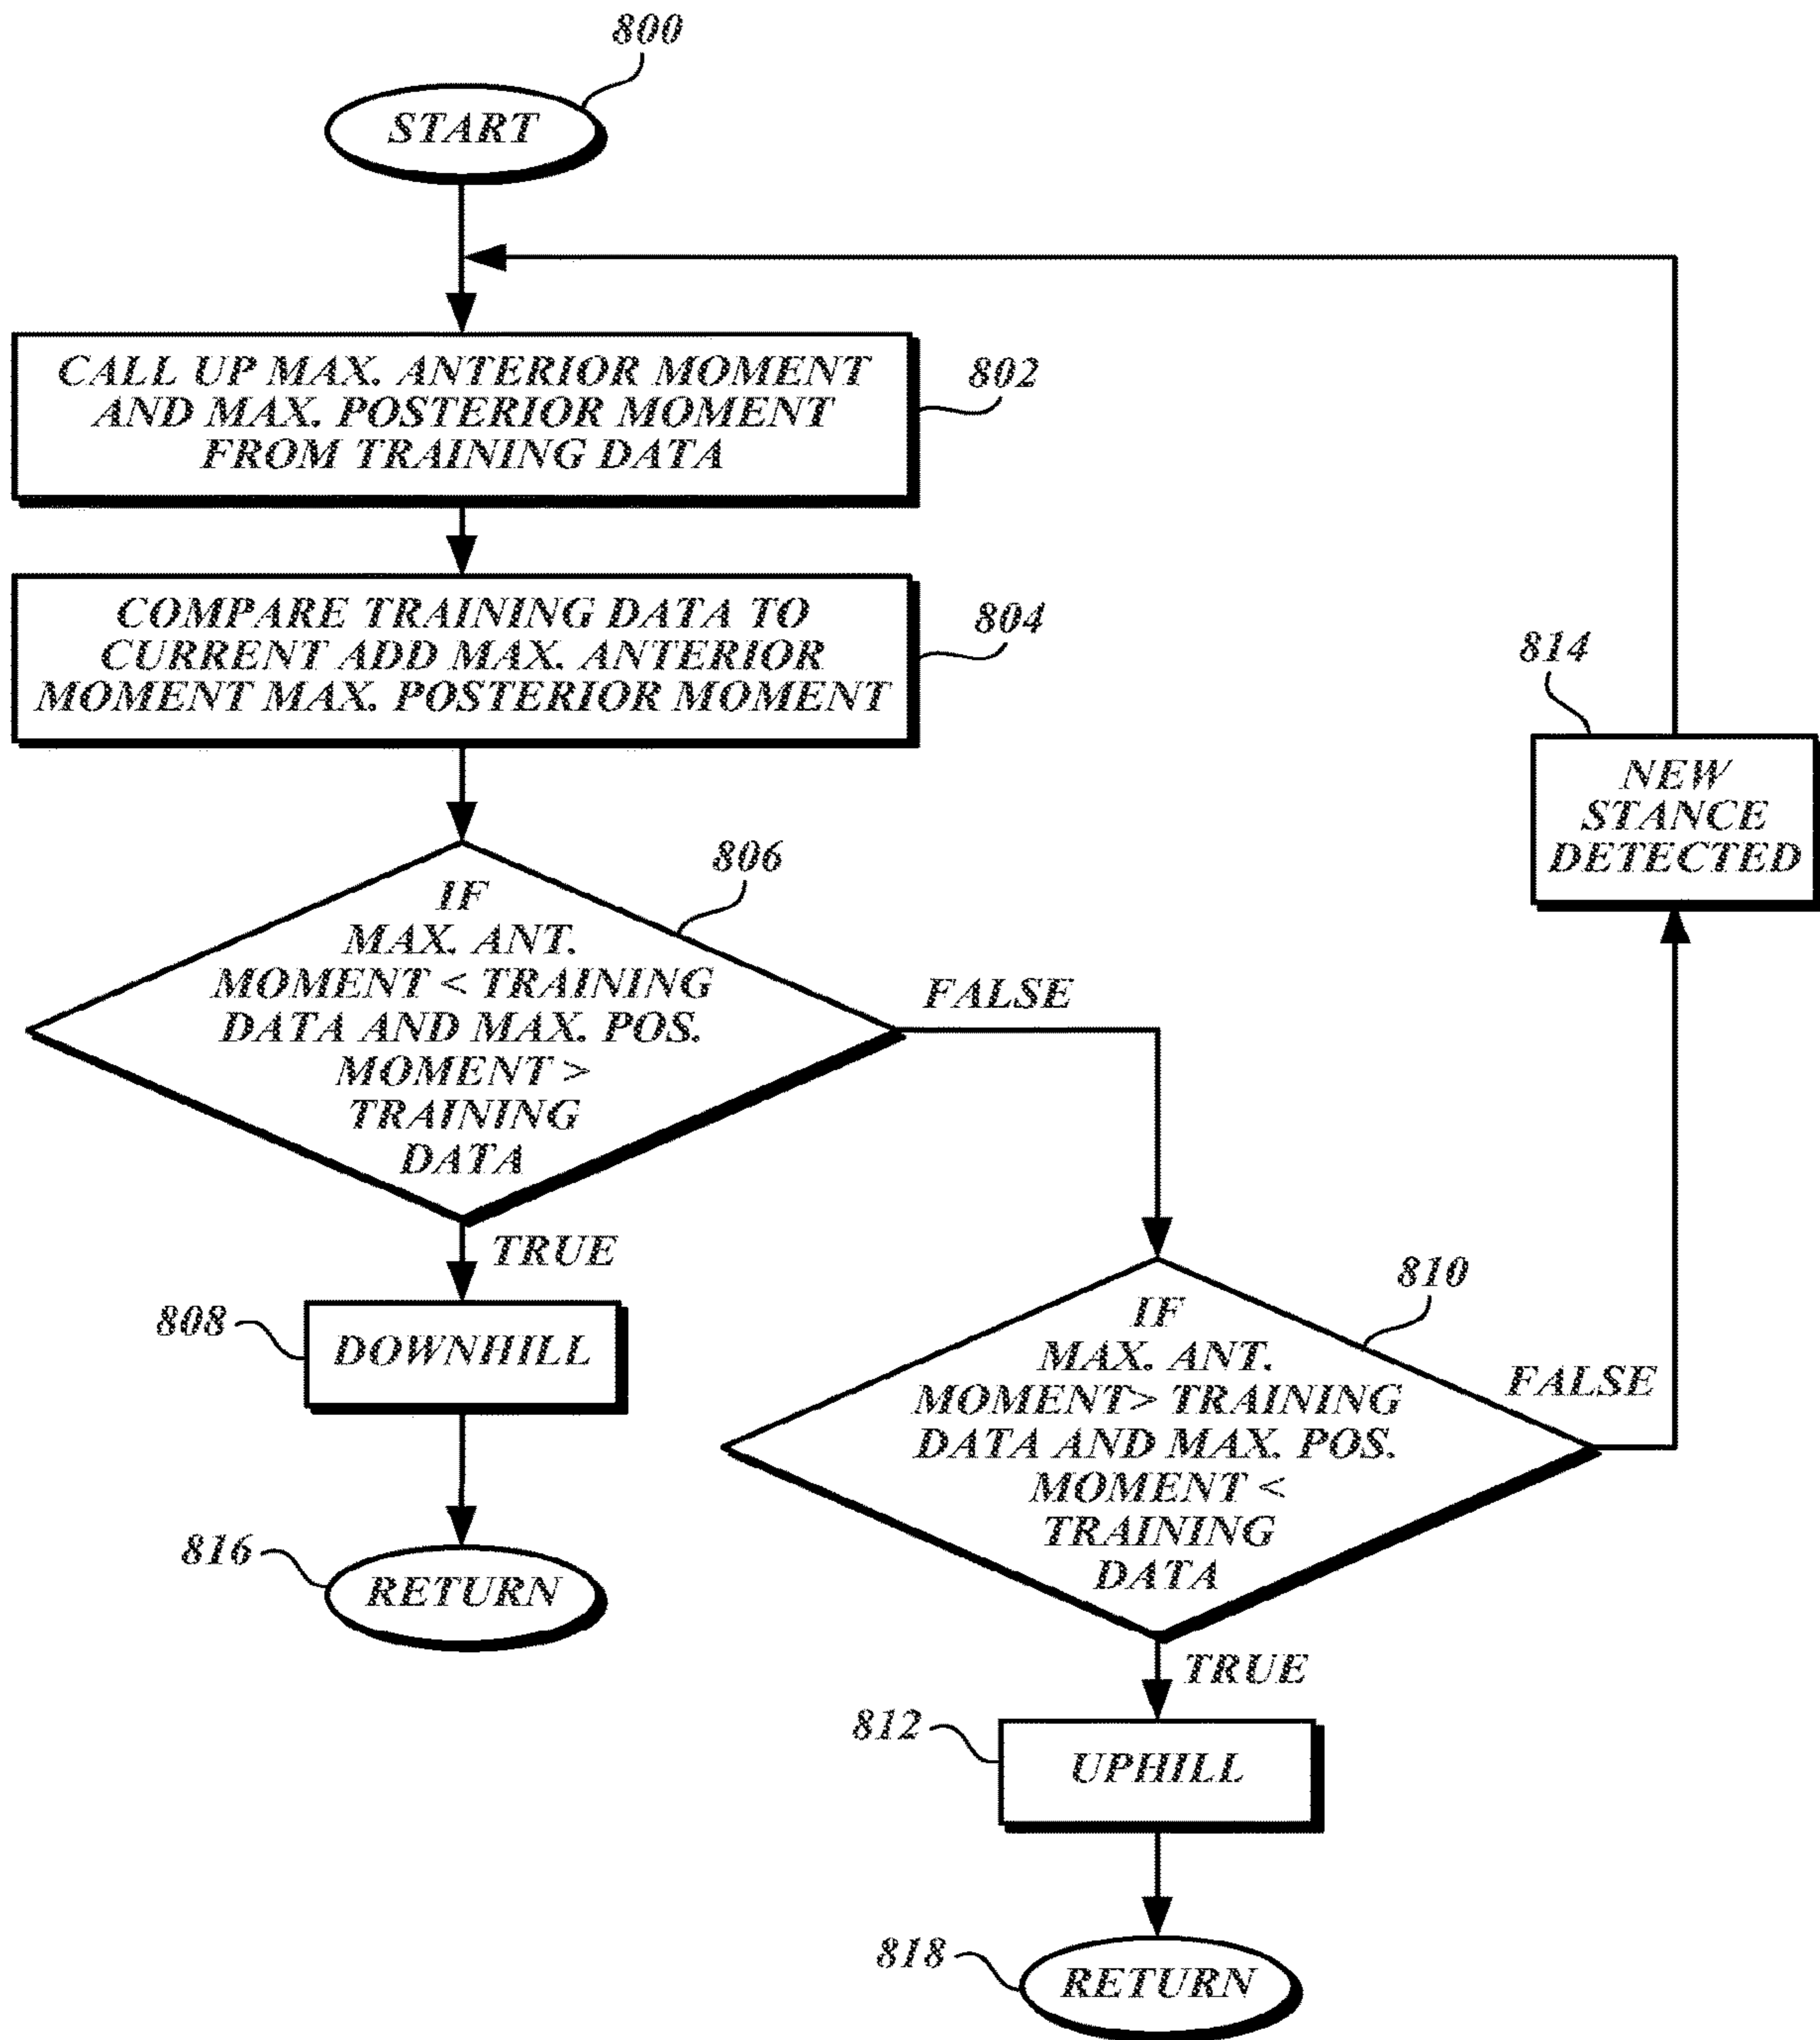 800
START
CALL UP MAX. ANTERIOR MOMENT
AND MAX. POSTERIOR MOMENT
FROM TRAINING DATA
802
COMPARE TRAINING DATA TO
CURRENT ADD MAX. ANTERIOR
MOMENT MAX. POSTERIOR MOMENT
804
814
NEW
STANCE
DETECTED
806
IF
MAX. ANT.
MOMENT < TRAINING
DATA AND MAX. POS.
MOMENT >
TRAINING
DATA
FALSE
TRUE
808
DOWNHILL
816
RETURN
810
IF
MAX. ANT.
MOMENT> TRAINING
DATA AND MAX. POS.
MOMENT <
TRAINING
DATA
FALSE
TRUE
812
UPHILL
818
RETURN